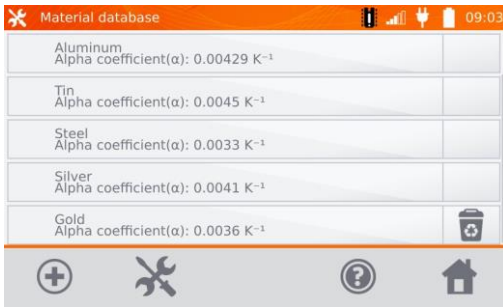 Material database 09:03
Aluminum
Alpha coefficient(α): 0.00429 K⁻¹
Tin
Alpha coefficient(α): 0.0045 K⁻¹
Steel
Alpha coefficient(α): 0.0033 K⁻¹
Silver
Alpha coefficient(α): 0.0041 K⁻¹
Gold
Alpha coefficient(α): 0.0036 K⁻¹